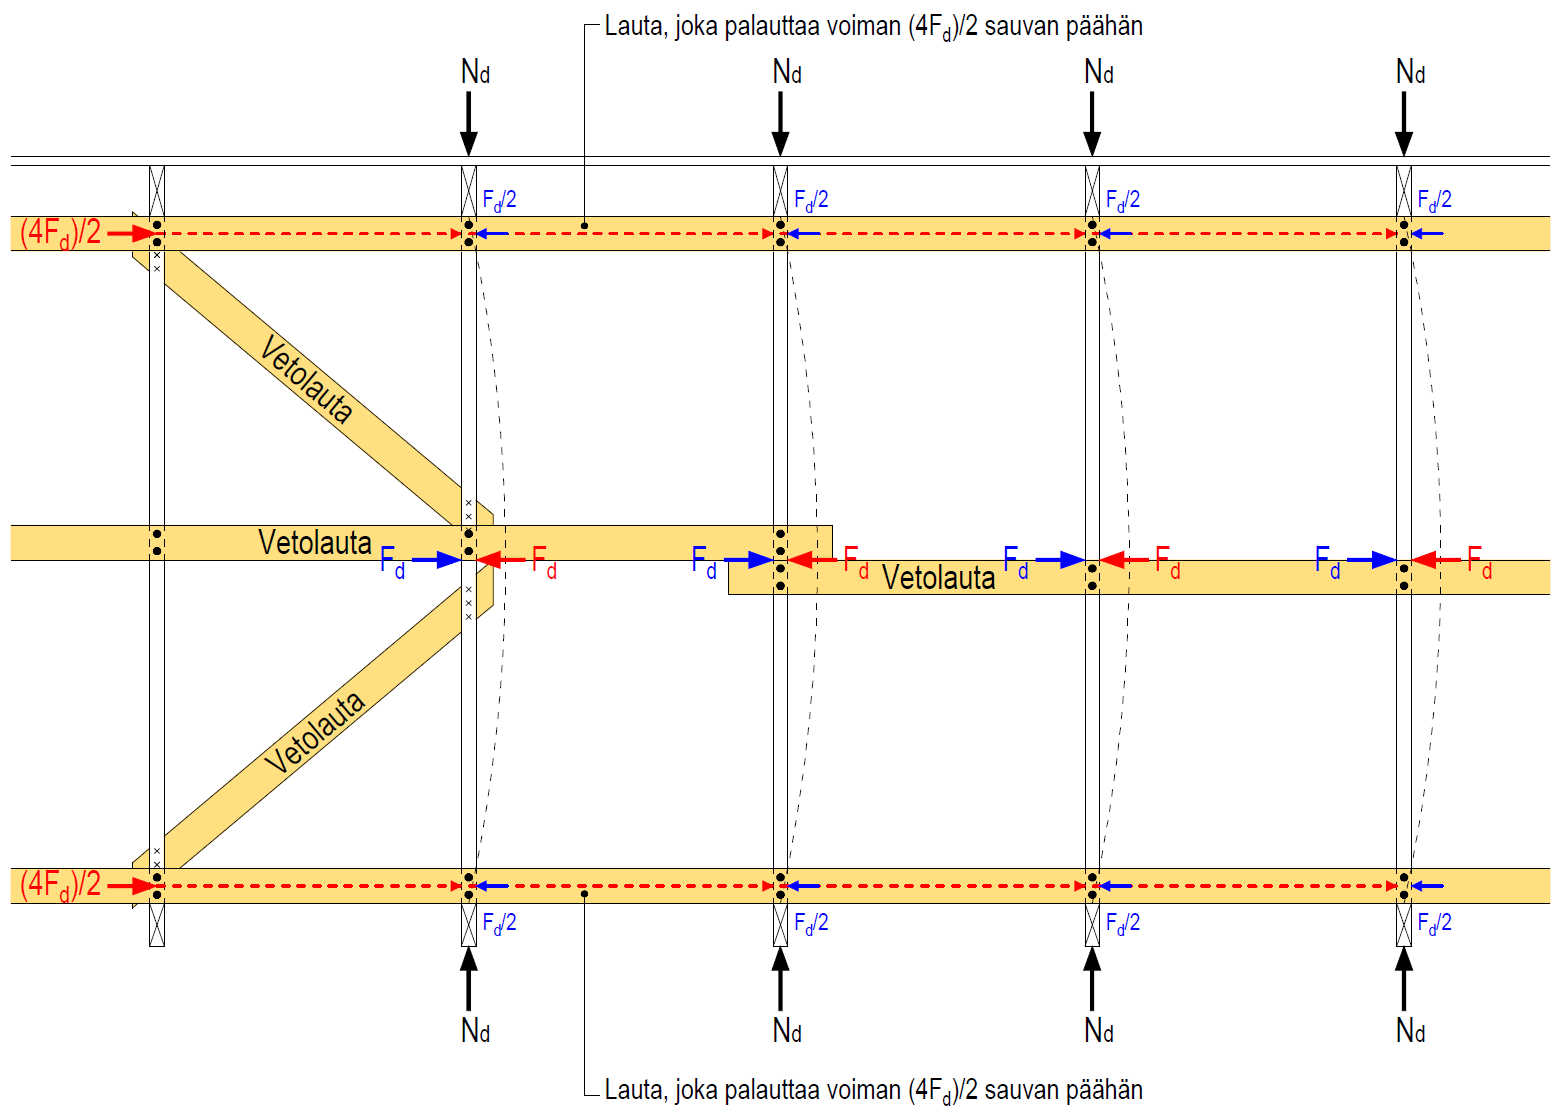 Lauta, joka palauttaa voiman (4Fd)/2 sauvan päähän
Nd Nd Nd Nd
Fd/2 Fd/2 Fd/2 Fd/2
(4Fd)/2
Vetolauta
Vetolauta
Fd Fd Fd Fd Fd Fd Fd Fd
Vetolauta
Vetolauta
(4Fd)/2
Fd/2 Fd/2 Fd/2 Fd/2
Nd Nd Nd Nd
Lauta, joka palauttaa voiman (4Fd)/2 sauvan päähän